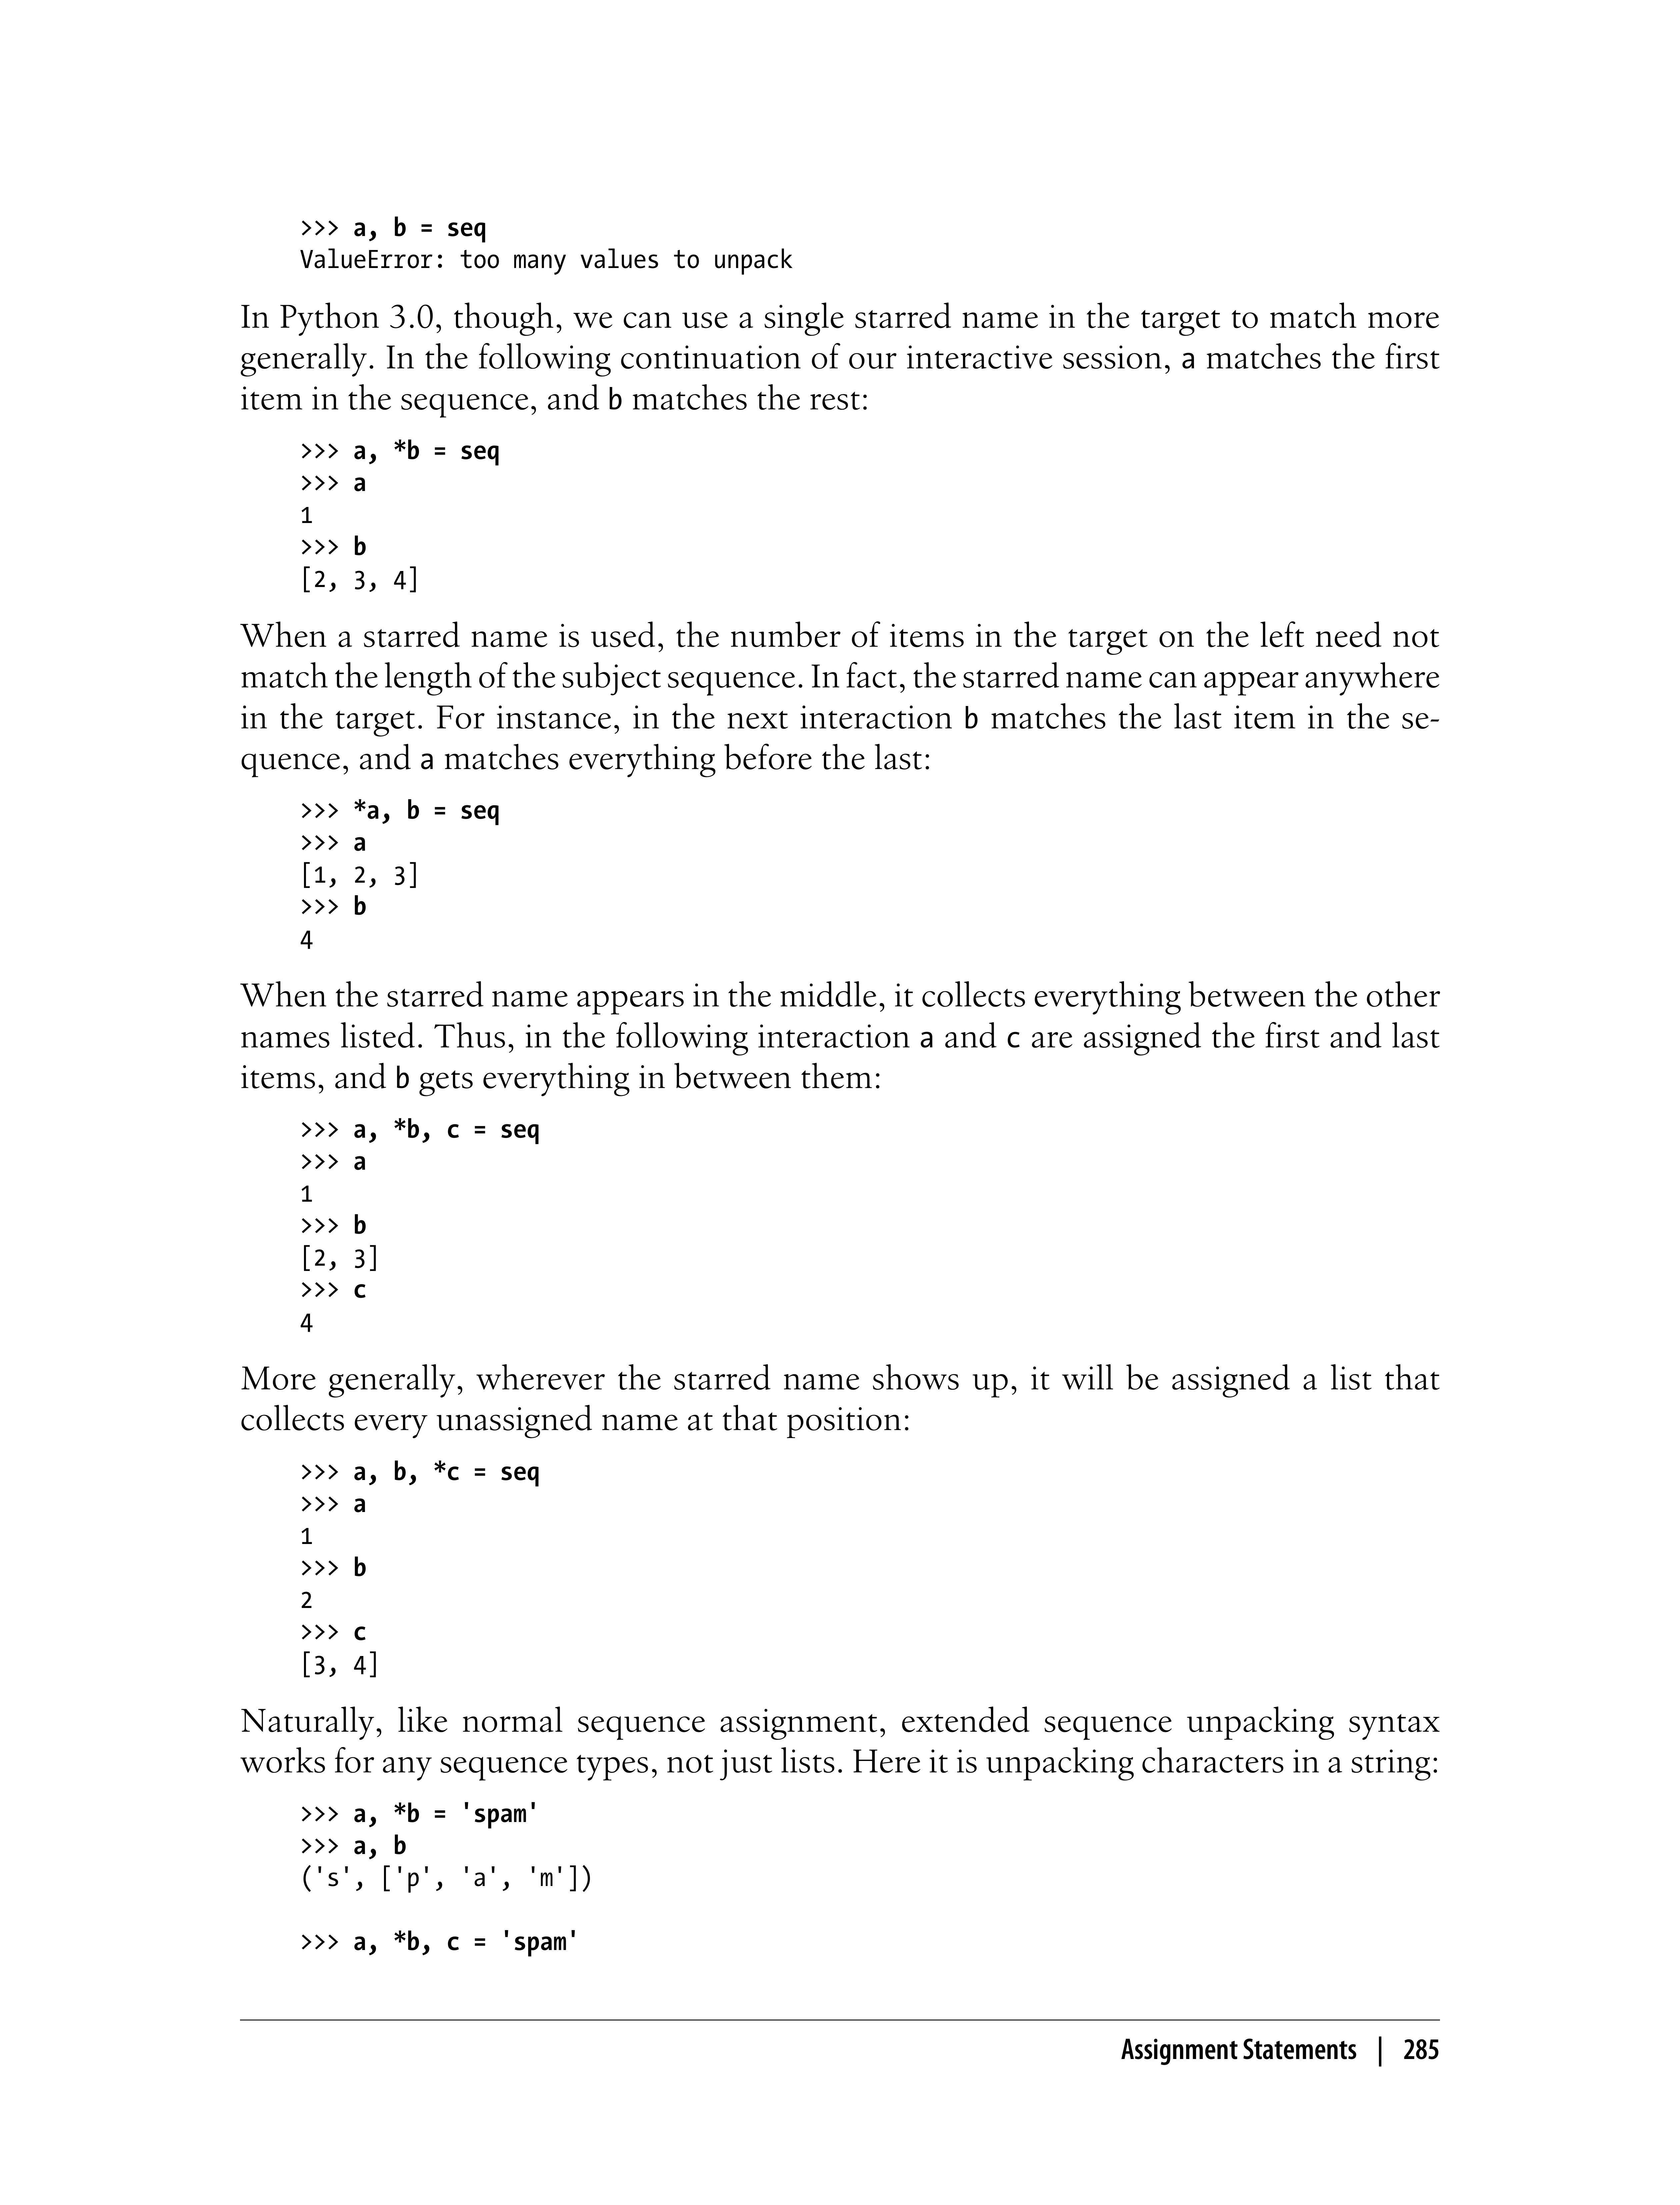 >>> a, b = seq
ValueError: too many values to unpack
In Python 3.0, though, we can use a single starred name in the target to match more
generally. In the following continuation of our interactive session, a matches the first
item in the sequence, and b matches the rest:
>>> a, *b = seq
>>> a
1
>>> b
[2, 3, 4]
When a starred name is used, the number of items in the target on the left need not
match the length of the subject sequence. In fact, the starred name can appear anywhere
in the target. For instance, in the next interaction b matches the last item in the se-
quence, and a matches everything before the last:
>>> *a, b = seq
>>> a
[1, 2, 3]
>>> b
4
When the starred name appears in the middle, it collects everything between the other
names listed. Thus, in the following interaction a and c are assigned the first and last
items, and b gets everything in between them:
>>> a, *b, c = seq
>>> a
1
>>> b
[2, 3]
>>> c
4
More generally, wherever the starred name shows up, it will be assigned a list that
collects every unassigned name at that position:
>>> a, b, *c = seq
>>> a
1
>>> b
2
>>> c
[3, 4]
Naturally, like normal sequence assignment, extended sequence unpacking syntax
works for any sequence types, not just lists. Here it is unpacking characters in a string:
>>> a, *b = 'spam'
>>> a, b
('s', ['p', 'a', 'm'])
>>> a, *b, c = 'spam'
Assignment Statements | 285